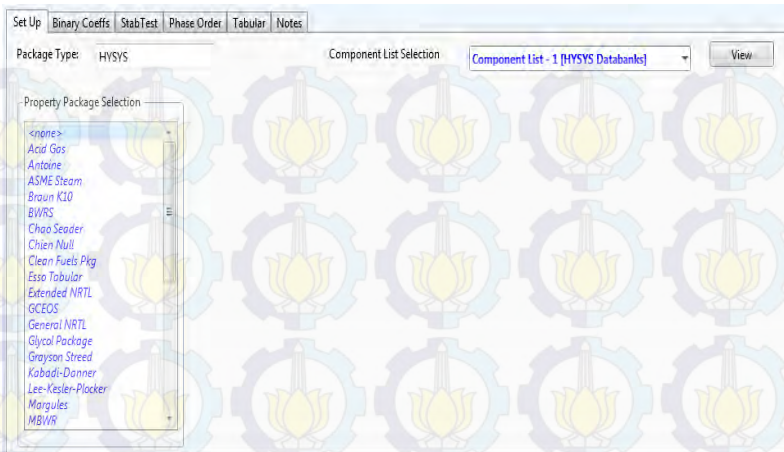 Set Up Binary Coeffs StabTest Phase Order Tabular Notes
Package Type: HYSYS Component List Selection Component List - 1 [HYSYS Databanks] View
Property Package Selection
<none>
Acid Gas
Antoine
ASME Steam
Braun K10
BWRS
Chao Seader
Chien Null
Clean Fuels Pkg
Esso Tabular
Extended NRTL
GCEOS
General NRTL
Glycol Package
Grayson Streed
Kabadi-Danner
Lee-Kesler-Plocker
Margules
MBWR